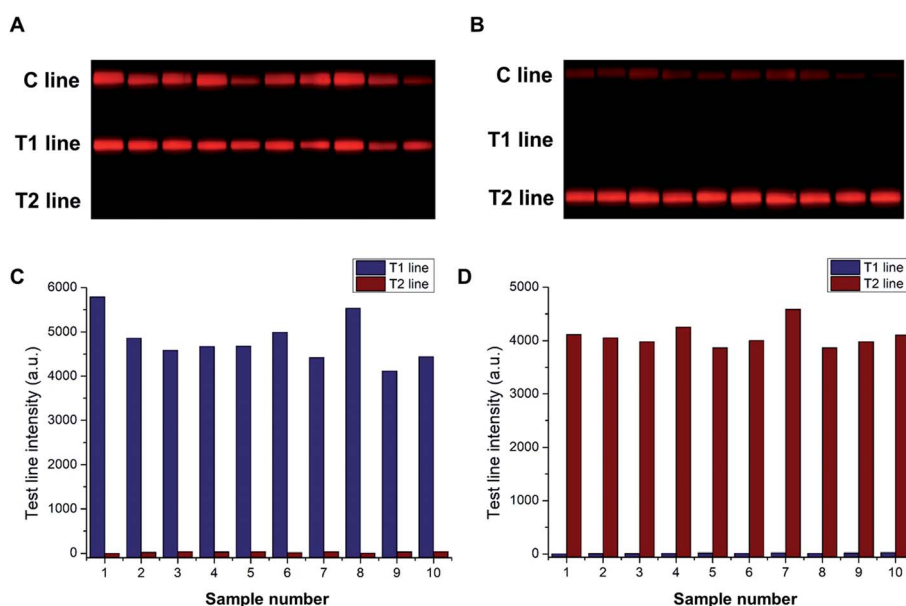 A
C line
T1 line
T2 line
B
C line
T1 line
T2 line
C
T1 line
T2 line
6000
5000
4000
3000
2000
1000
0
Test line intensity (a.u.)
1 2 3 4 5 6 7 8 9 10
Sample number
D
T1 line
T2 line
5000
4000
3000
2000
1000
0
Test line intensity (a.u.)
1 2 3 4 5 6 7 8 9 10
Sample number